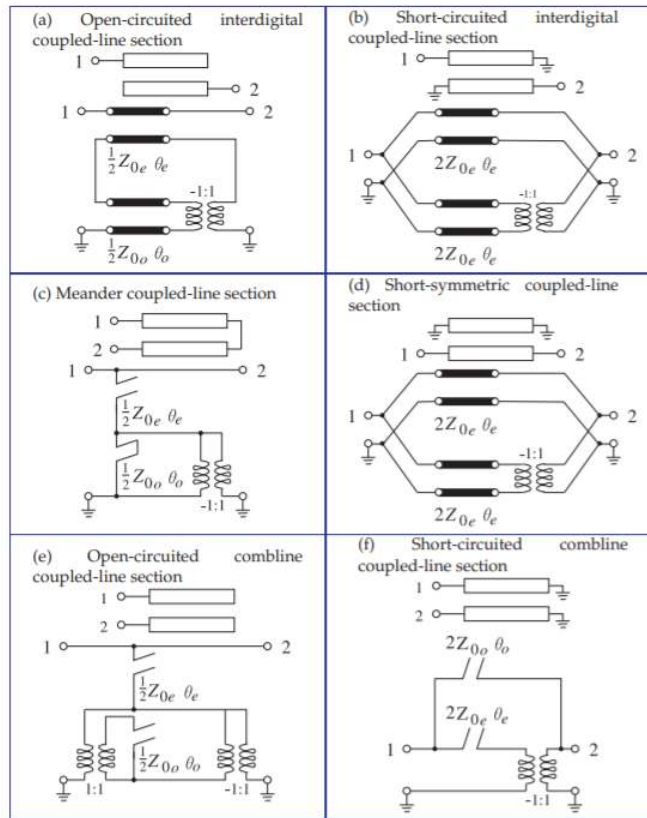 (a) Open-circuited interdigital
coupled-line section
1
2
1 2
½Z0e θe
-1:1
½Z0o θo
(b) Short-circuited interdigital
coupled-line section
1
2
1 2
2Z0e θe
-1:1
2Z0e θe
(c) Meander coupled-line section
1
2
1 2
½Z0e θe
½Z0o θo
-1:1
(d) Short-symmetric coupled-line
section
1 2
1 2
2Z0e θe
-1:1
2Z0e θe
(e) Open-circuited combline
coupled-line section
1
2
1 2
½Z0e θe
½Z0o θo
1:1 -1:1
(f) Short-circuited combline
coupled-line section
1
2
2Z0o θo
2Z0e θe
1 2
-1:1